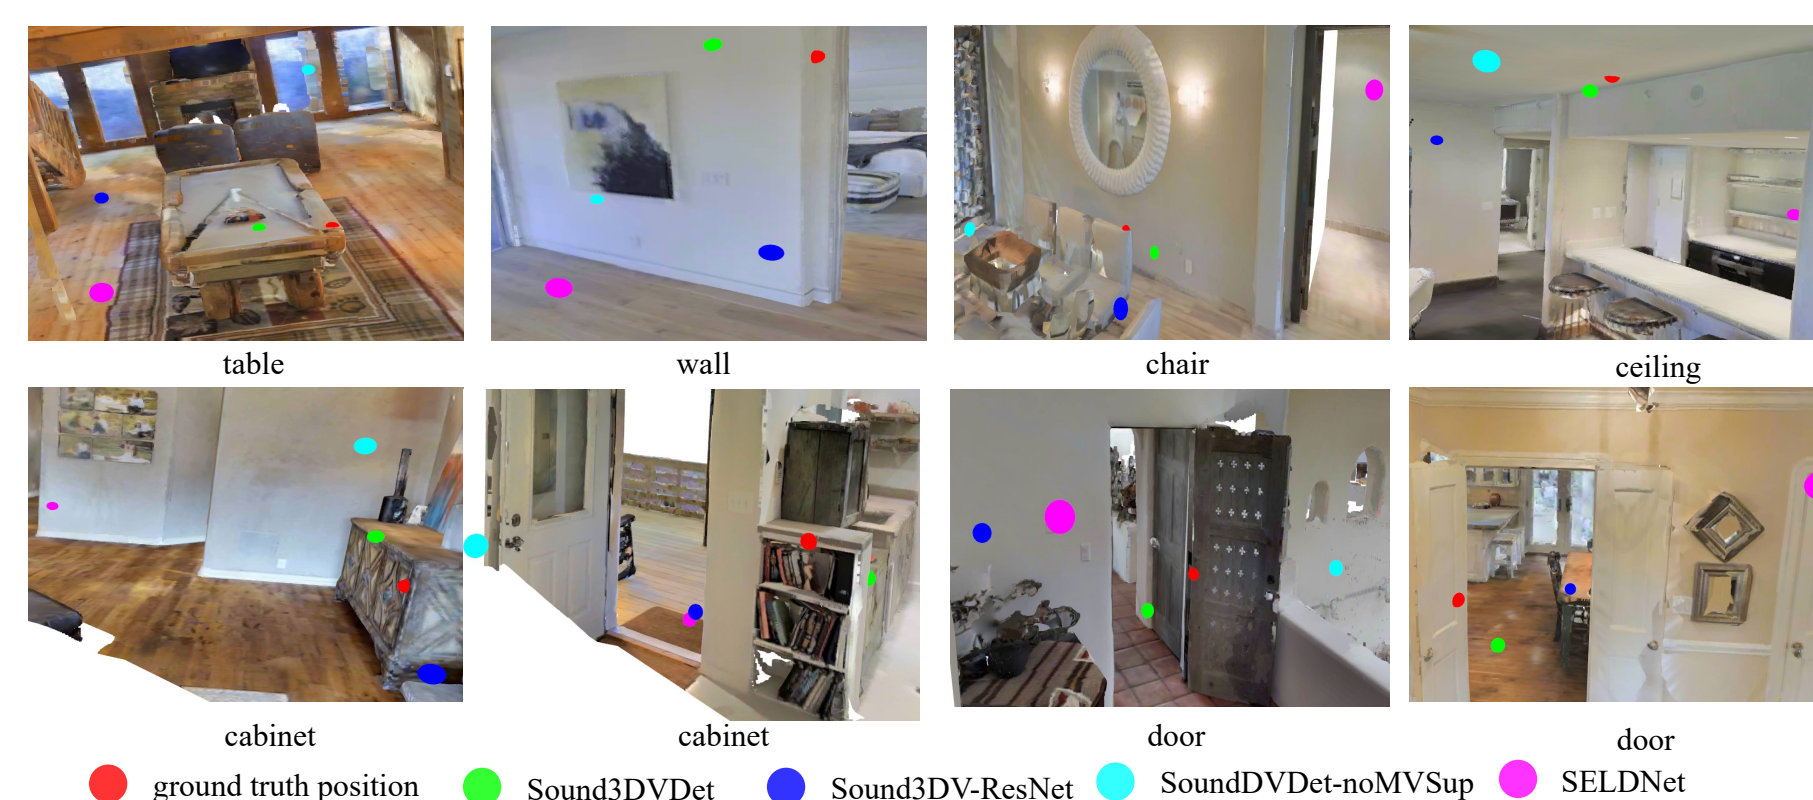 table
wall
chair
ceiling
cabinet
cabinet
door
door
ground truth position
Sound3DVDet
Sound3DV-ResNet
SoundDVDet-noMVSup
SELDNet